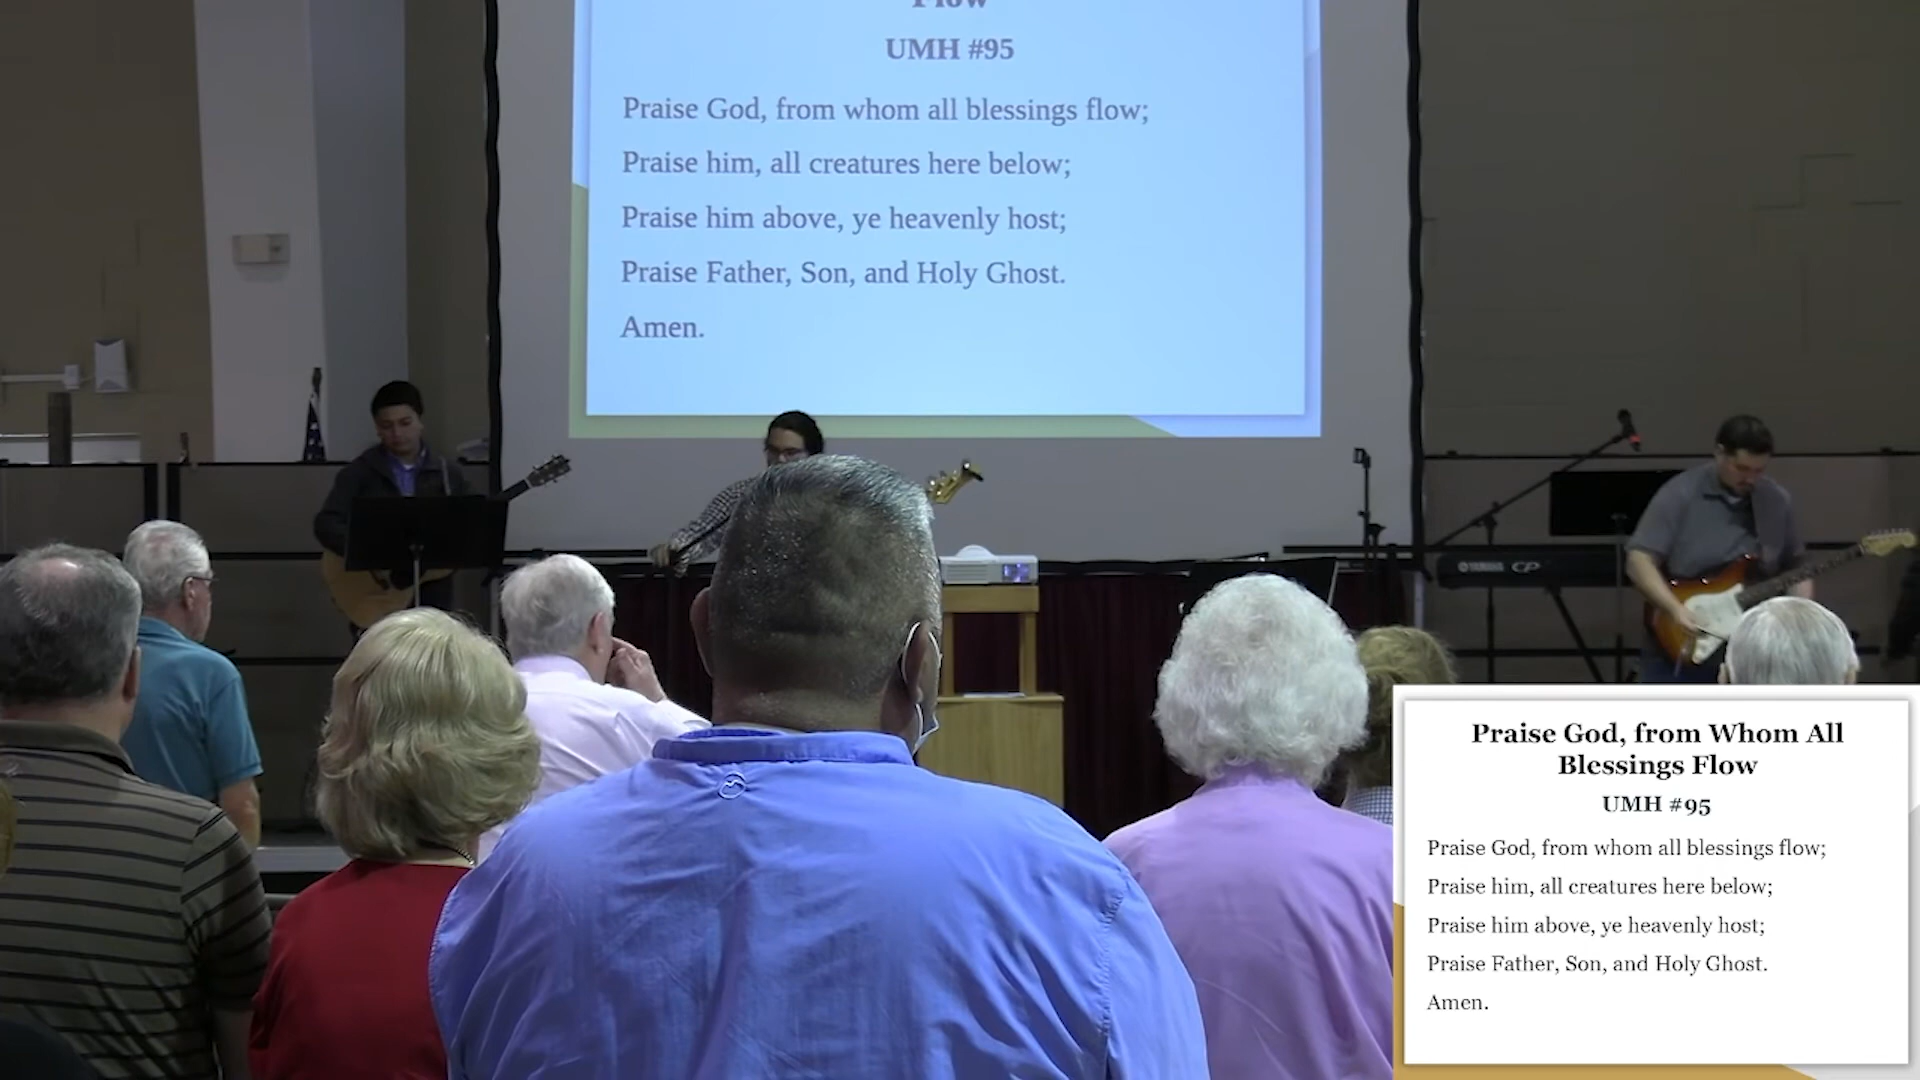 Flow
UMH #95
Praise God, from whom all blessings flow;
Praise him, all creatures here below;
Praise him above, ye heavenly host;
Praise Father, Son, and Holy Ghost.
Amen.
YAMAHA CP
Praise God, from Whom All
Blessings Flow
UMH #95
Praise God, from whom all blessings flow;
Praise him, all creatures here below;
Praise him above, ye heavenly host;
Praise Father, Son, and Holy Ghost.
Amen.